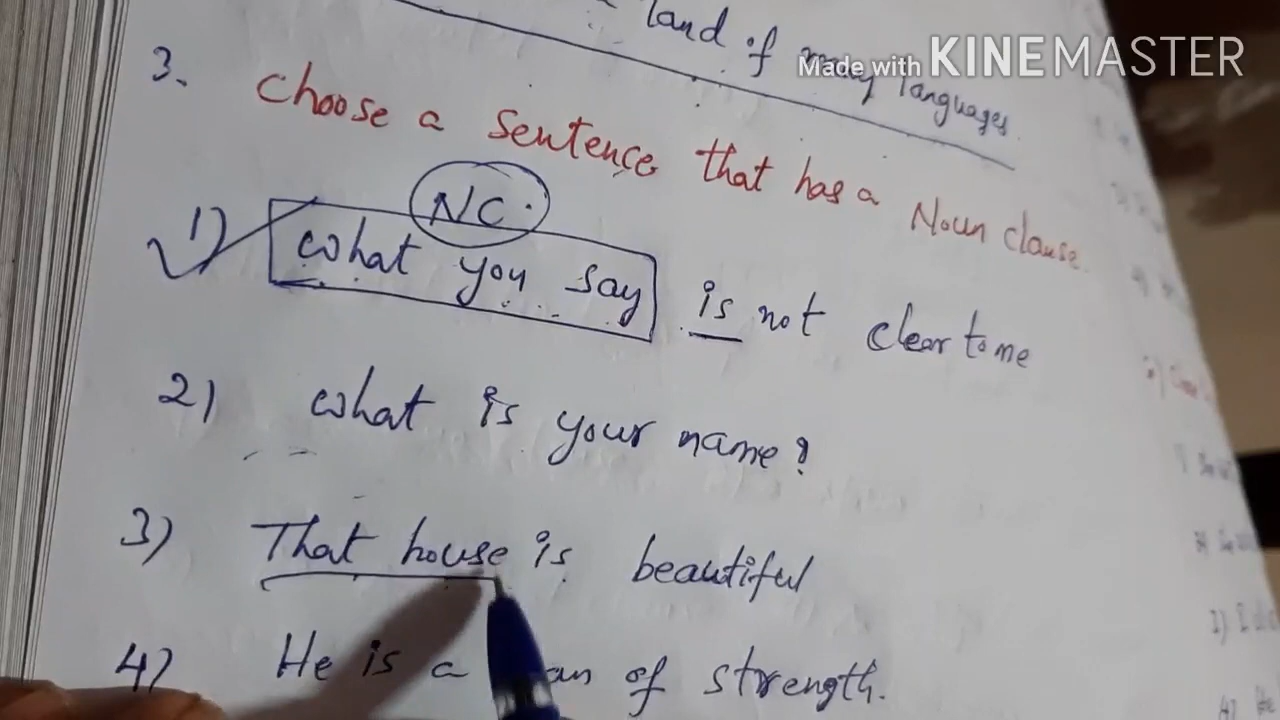 land of many languages
Made with KINEMASTER
3. Choose a sentence that has a Noun clause.
NC.
1) What you say is not clear to me
2) What is your name?
3) That house is beautiful
4) He is a an of strength.